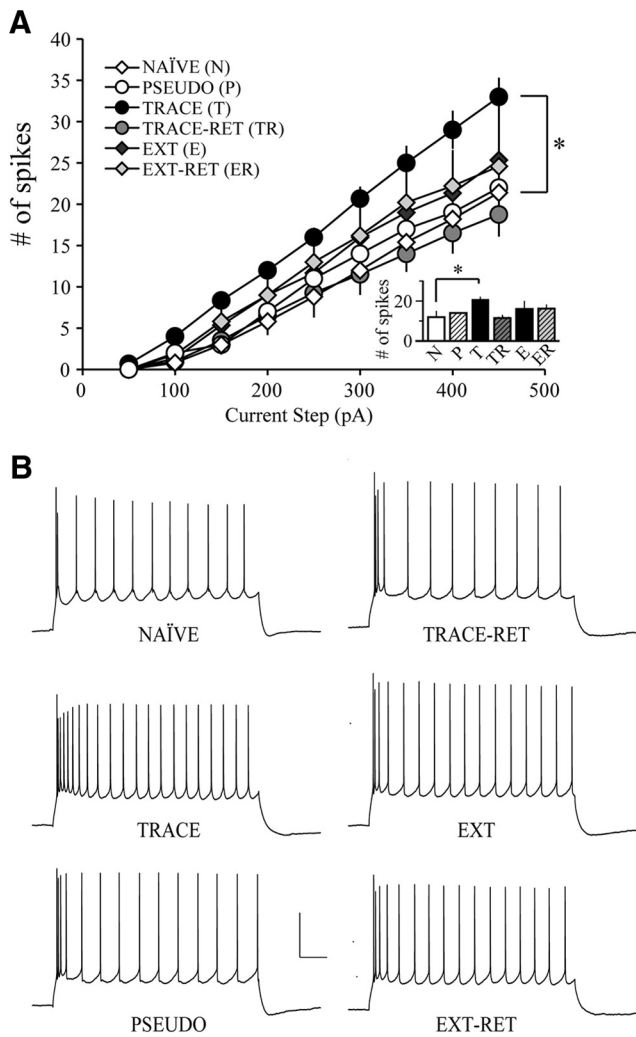 A
40
35
30
25
20
15
10
5
0
# of spikes
NAÏVE (N)
PSEUDO (P)
TRACE (T)
TRACE-RET (TR)
EXT (E)
EXT-RET (ER)
*
# of spikes
20
0
*
N P T TR E ER
0 100 200 300 400 500
Current Step (pA)
B
NAÏVE
TRACE-RET
TRACE
EXT
PSEUDO
EXT-RET